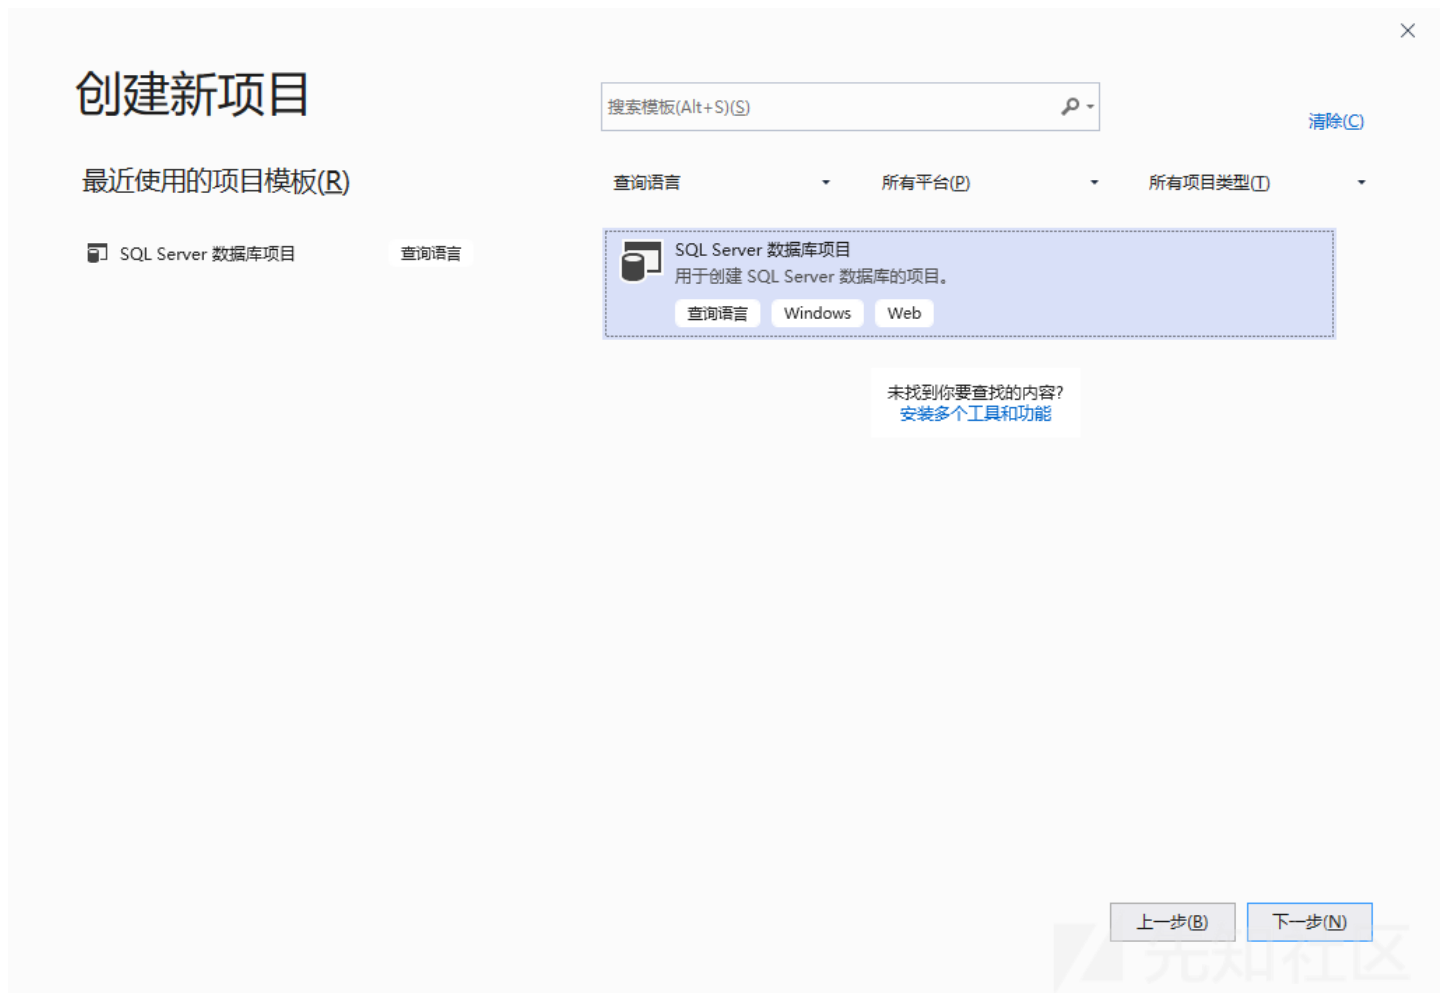 创建新项目
搜索模板(Alt+S)(S)
清除(C)
最近使用的项目模板(R)
查询语言
所有平台(P)
所有项目类型(T)
SQL Server 数据库项目
查询语言
SQL Server 数据库项目
用于创建 SQL Server 数据库的项目。
查询语言
Windows
Web
未找到你要查找的内容?
安装多个工具和功能
上一步(B)
下一步(N)
先知社区